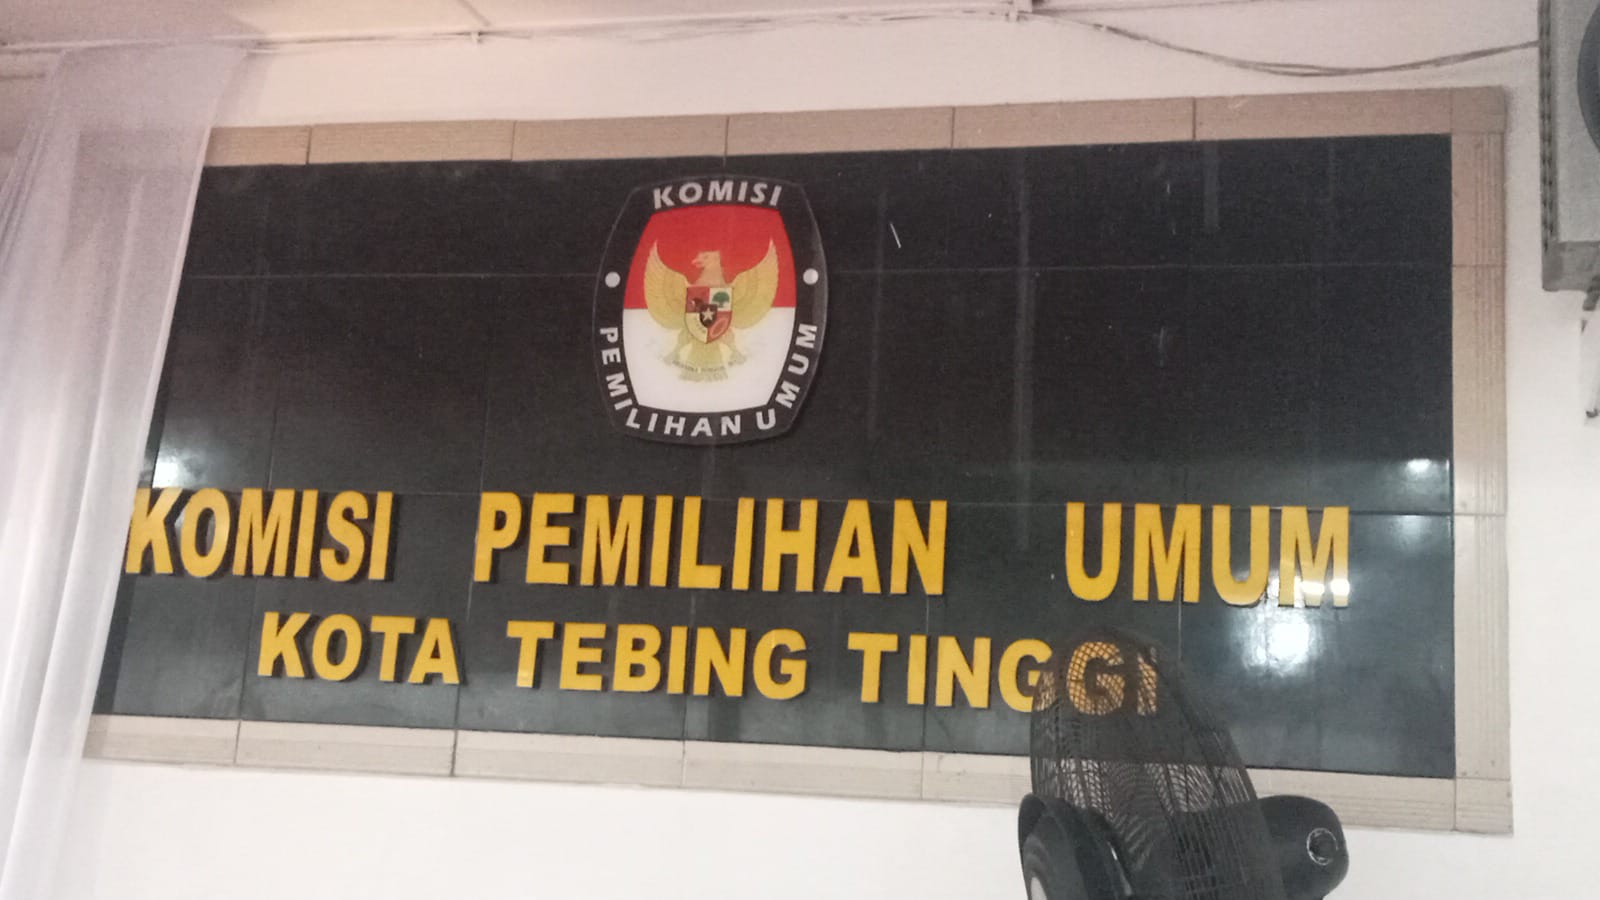 KOMISI
PEMILIHAN UMUM
KOMISI PEMILIHAN UMUM
KOTA TEBING TINGGI